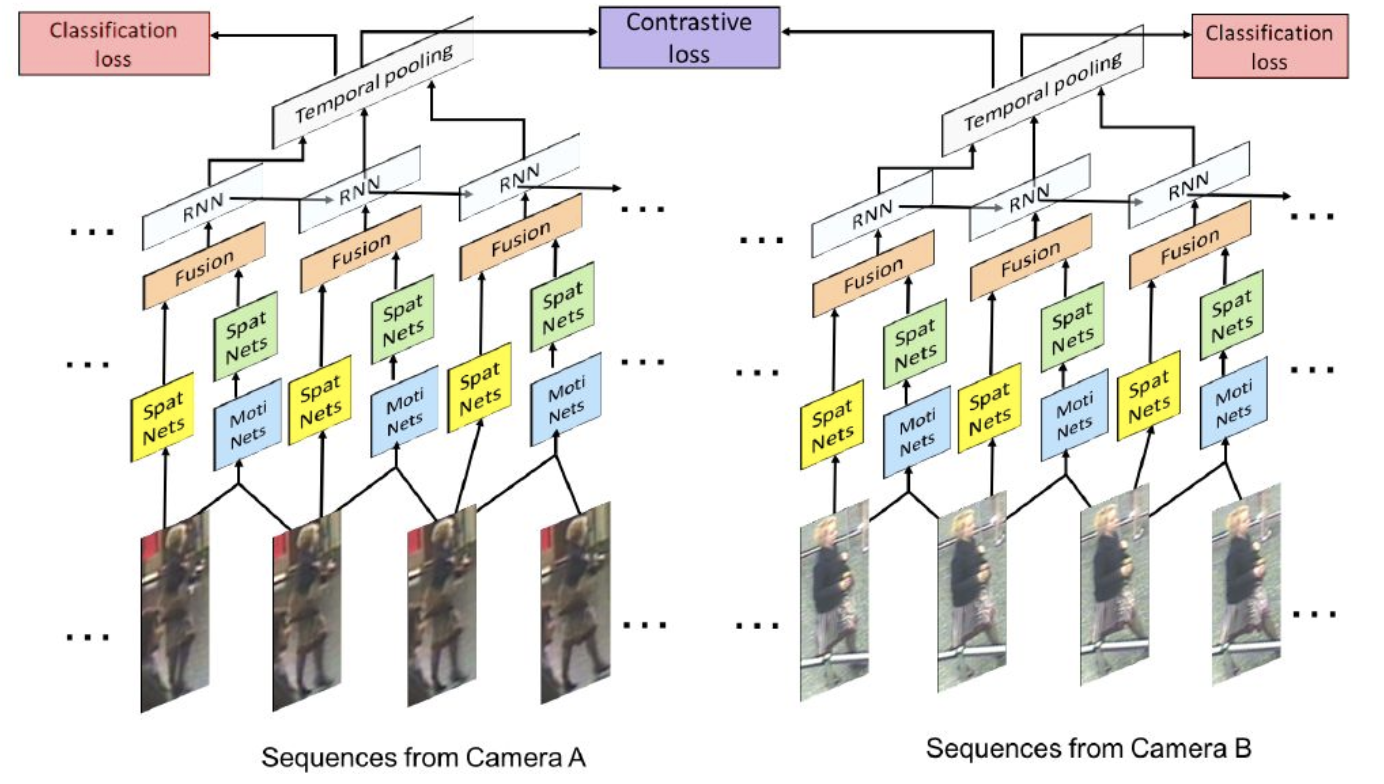 Classification
loss
Contrastive
loss
Classification
loss
Temporal pooling
Temporal pooling
RNN
RNN
RNN
RNN
RNN
RNN
...
...
...
...
Fusion
Fusion
Fusion
Fusion
Fusion
Fusion
Spat
Nets
Spat
Nets
Spat
Nets
Spat
Nets
Spat
Nets
Spat
Nets
...
...
...
...
Spat
Nets
Moti
Nets
Spat
Nets
Moti
Nets
Spat
Nets
Moti
Nets
Spat
Nets
Moti
Nets
Spat
Nets
Moti
Nets
Spat
Nets
Moti
Nets
...
...
...
...
Sequences from Camera A
Sequences from Camera B